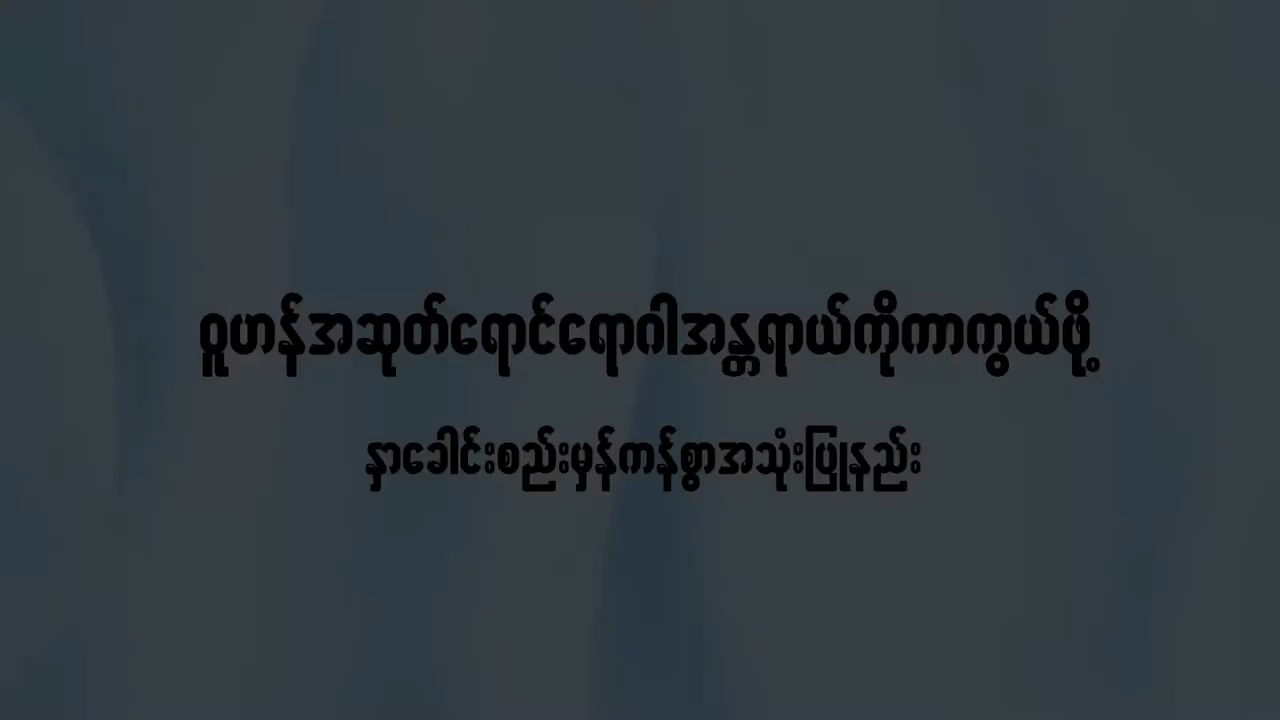 ဝူဟန်အဆုတ်ရောင်ရောဂါအန္တရာယ်ကိုကာကွယ်ဖို့
နှာခေါင်းစည်းမှန်ကန်စွာအသုံးပြုနည်း